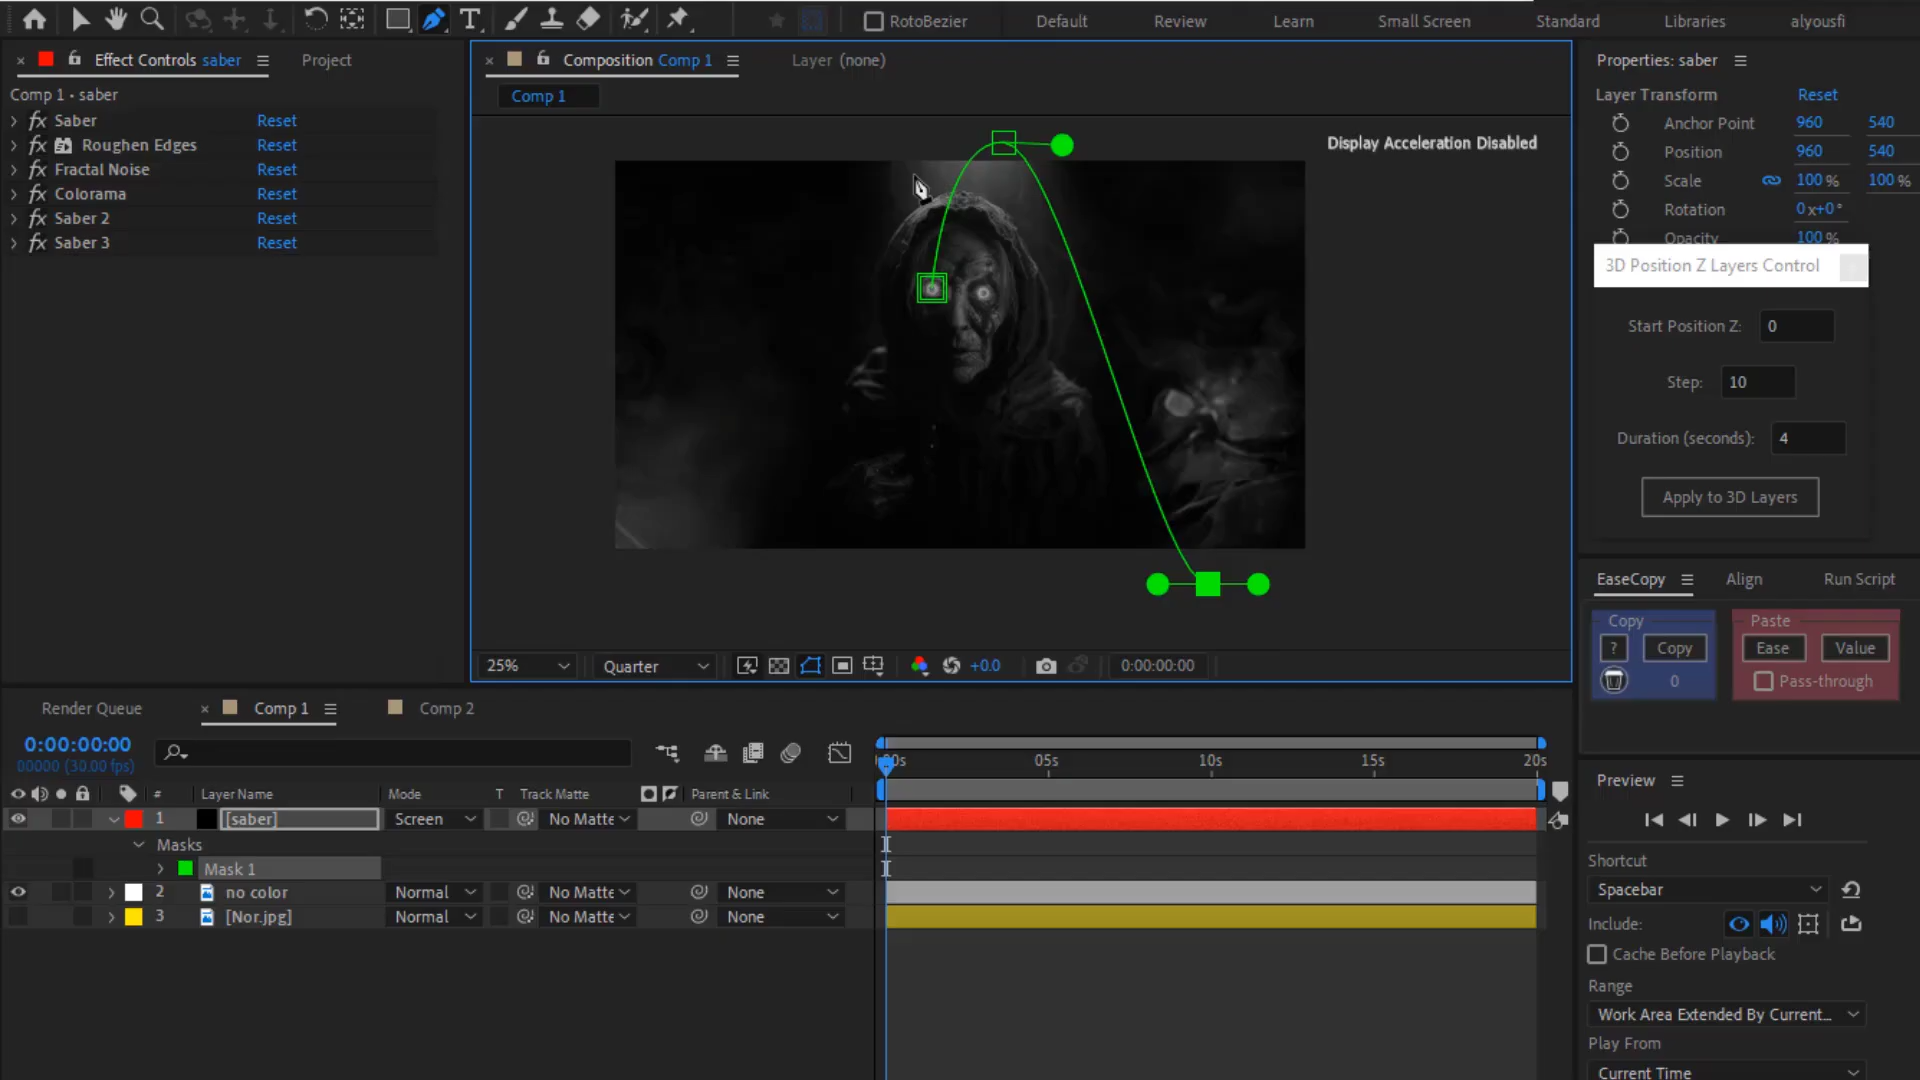 RotoBezier
Default
Review
Learn
Small Screen
Standard
Libraries
alyousfi
Effect Controls saber
Project
Comp 1 • saber
fx Saber Reset
fx Roughen Edges Reset
fx Fractal Noise Reset
fx Colorama Reset
fx Saber 2 Reset
fx Saber 3 Reset
Composition Comp 1
Layer (none)
Comp 1
Display Acceleration Disabled
25%
Quarter
+0.0
0:00:00:00
Properties: saber
Layer Transform Reset
Anchor Point 960 540
Position 960 540
Scale 100 % 100 %
Rotation 0x+0°
Opacity 100 %
3D Position Z Layers Control
Start Position Z: 0
Step: 10
Duration (seconds): 4
Apply to 3D Layers
EaseCopy
Align
Run Script
Copy
? Copy
0
Paste
Ease Value
Pass-through
Render Queue
Comp 1
Comp 2
0:00:00:00
00000 (30.00 fps)
# Layer Name Mode T Track Matte Parent & Link
1 [saber] Screen No Matte None
Masks
Mask 1
2 no color Normal No Matte None
3 [Nor.jpg] Normal No Matte None
00s 05s 10s 15s 20s
Preview
Shortcut
Spacebar
Include:
Cache Before Playback
Range
Work Area Extended By Current...
Play From
Current Time